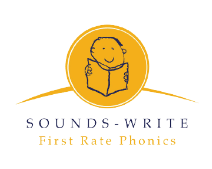 SOUNDS-WRITE
First Rate Phonics